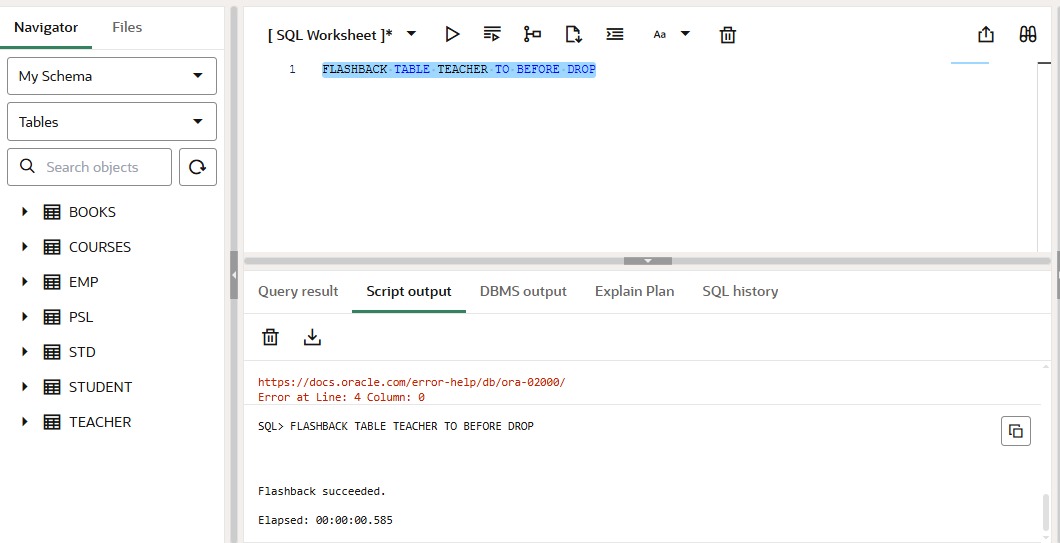 Navigator Files
My Schema
Tables
Search objects
BOOKS
COURSES
EMP
PSL
STD
STUDENT
TEACHER
[ SQL Worksheet ]* Aa
1 FLASHBACK TABLE TEACHER TO BEFORE DROP
Query result Script output DBMS output Explain Plan SQL history
https://docs.oracle.com/error-help/db/ora-02000/
Error at Line: 4 Column: 0
SQL> FLASHBACK TABLE TEACHER TO BEFORE DROP
Flashback succeeded.
Elapsed: 00:00:00.585